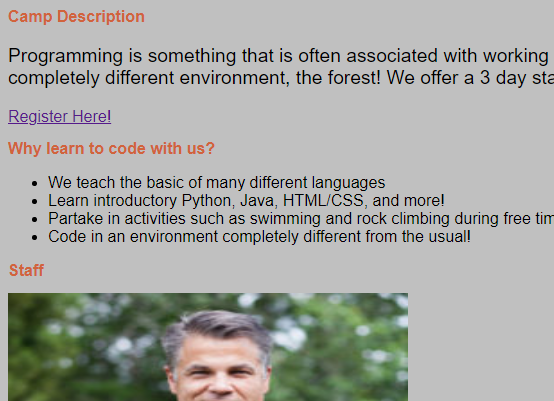 Camp Description
Programming is something that is often associated with working
completely different environment, the forest! We offer a 3 day
Register Here!
Why learn to code with us?
We teach the basic of many different languages
Learn introductory Python, Java, HTML/CSS, and more!
Partake in activities such as swimming and rock climbing during free
Code in an environment completely different from the usual!
Staff